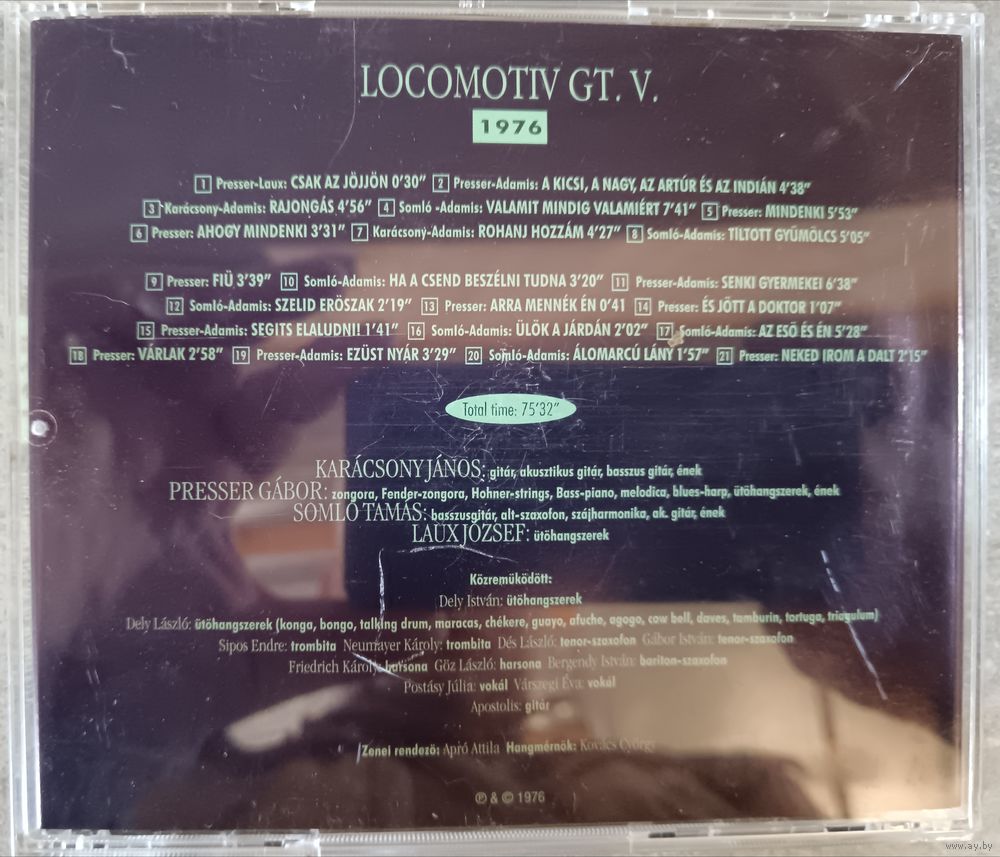 LOCOMOTIV GT. V.
1976
1 Presser-Laux: CSAK AZ JÖJJÖN 0'30" 2 Presser-Adamis: A KICSI, A NAGY, AZ ARTÚR ÉS AZ INDIÁN 4'38"
3 Karácsony-Adamis: RAJONGÁS 4'56" 4 Somló -Adamis: VALAMIT MINDIG VALAMIÉRT 7'41" 5 Presser: MINDENKI 5'53"
6 Presser: AHOGY MINDENKI 3'31" 7 Karácsony-Adamis: ROHANJ HOZZÁM 4'27" 8 Somló-Adamis: TILTOTT GYÜMÖLCS 5'05"
9 Presser: FIÜ 3'39" 10 Somló-Adamis: HA A CSEND BESZÉLNI TUDNA 3'20" 11 Presser-Adamis: SENKI GYERMEKEI 6'38"
12 Somló-Adamis: SZELID ERÖSZAK 2'19" 13 Presser: ARRA MENNÉK ÉN 0'41 14 Presser: ÉS JÖTT A DOKTOR 1'07"
15 Presser-Adamis: SEGITS ELALUDNI! 1'41" 16 Somló-Adamis: ÜLÖK A JÁRDÁN 2'02" 17 Somló-Adamis: AZ ESÖ ÉS ÉN 5'28"
18 Presser: VÁRLAK 2'58" 19 Presser-Adamis: EZÜST NYÁR 3'29" 20 Somló-Adamis: ÁLOMARCÚ LÁNY 1'57" 21 Presser: NEKED IROM A DALT 2'15"
Total time: 75'32"
KARÁCSONY JÁNOS: gitár, akusztikus gitár, basszus gitár, ének
PRESSER GÁBOR: zongora, Fender-zongora, Hohner-strings, Bass-piano, melodica, blues-harp, ütöhangszerek, ének
SOMLÓ TAMÁS: basszusgitár, alt-szaxofon, szájharmonika, ak. gitár, ének
LAUX JÓZSEF: ütöhangszerek
Közremüködött:
Dely István: ütöhangszerek
Dely László: ütöhangszerek (konga, bongo, talking drum, maracas, chékere, guayo, afuche, agogo, cow bell, daves, tamburin, tortuga, triagulum)
Sipos Endre: trombita Neumayer Károly: trombita Dés László: tenor-szaxofon Gábor István: tenor-szaxofon
Friedrich Károly: harsona Göz László: harsona Bergendy István: bariton-szaxofon
Postásy Júlia: vokál Várszegi Éva: vokál
Apostolis: gitár
Zenei rendezö: Apró Attila Hangmérnök: Kovács György
℗ & © 1976
www.ay.by